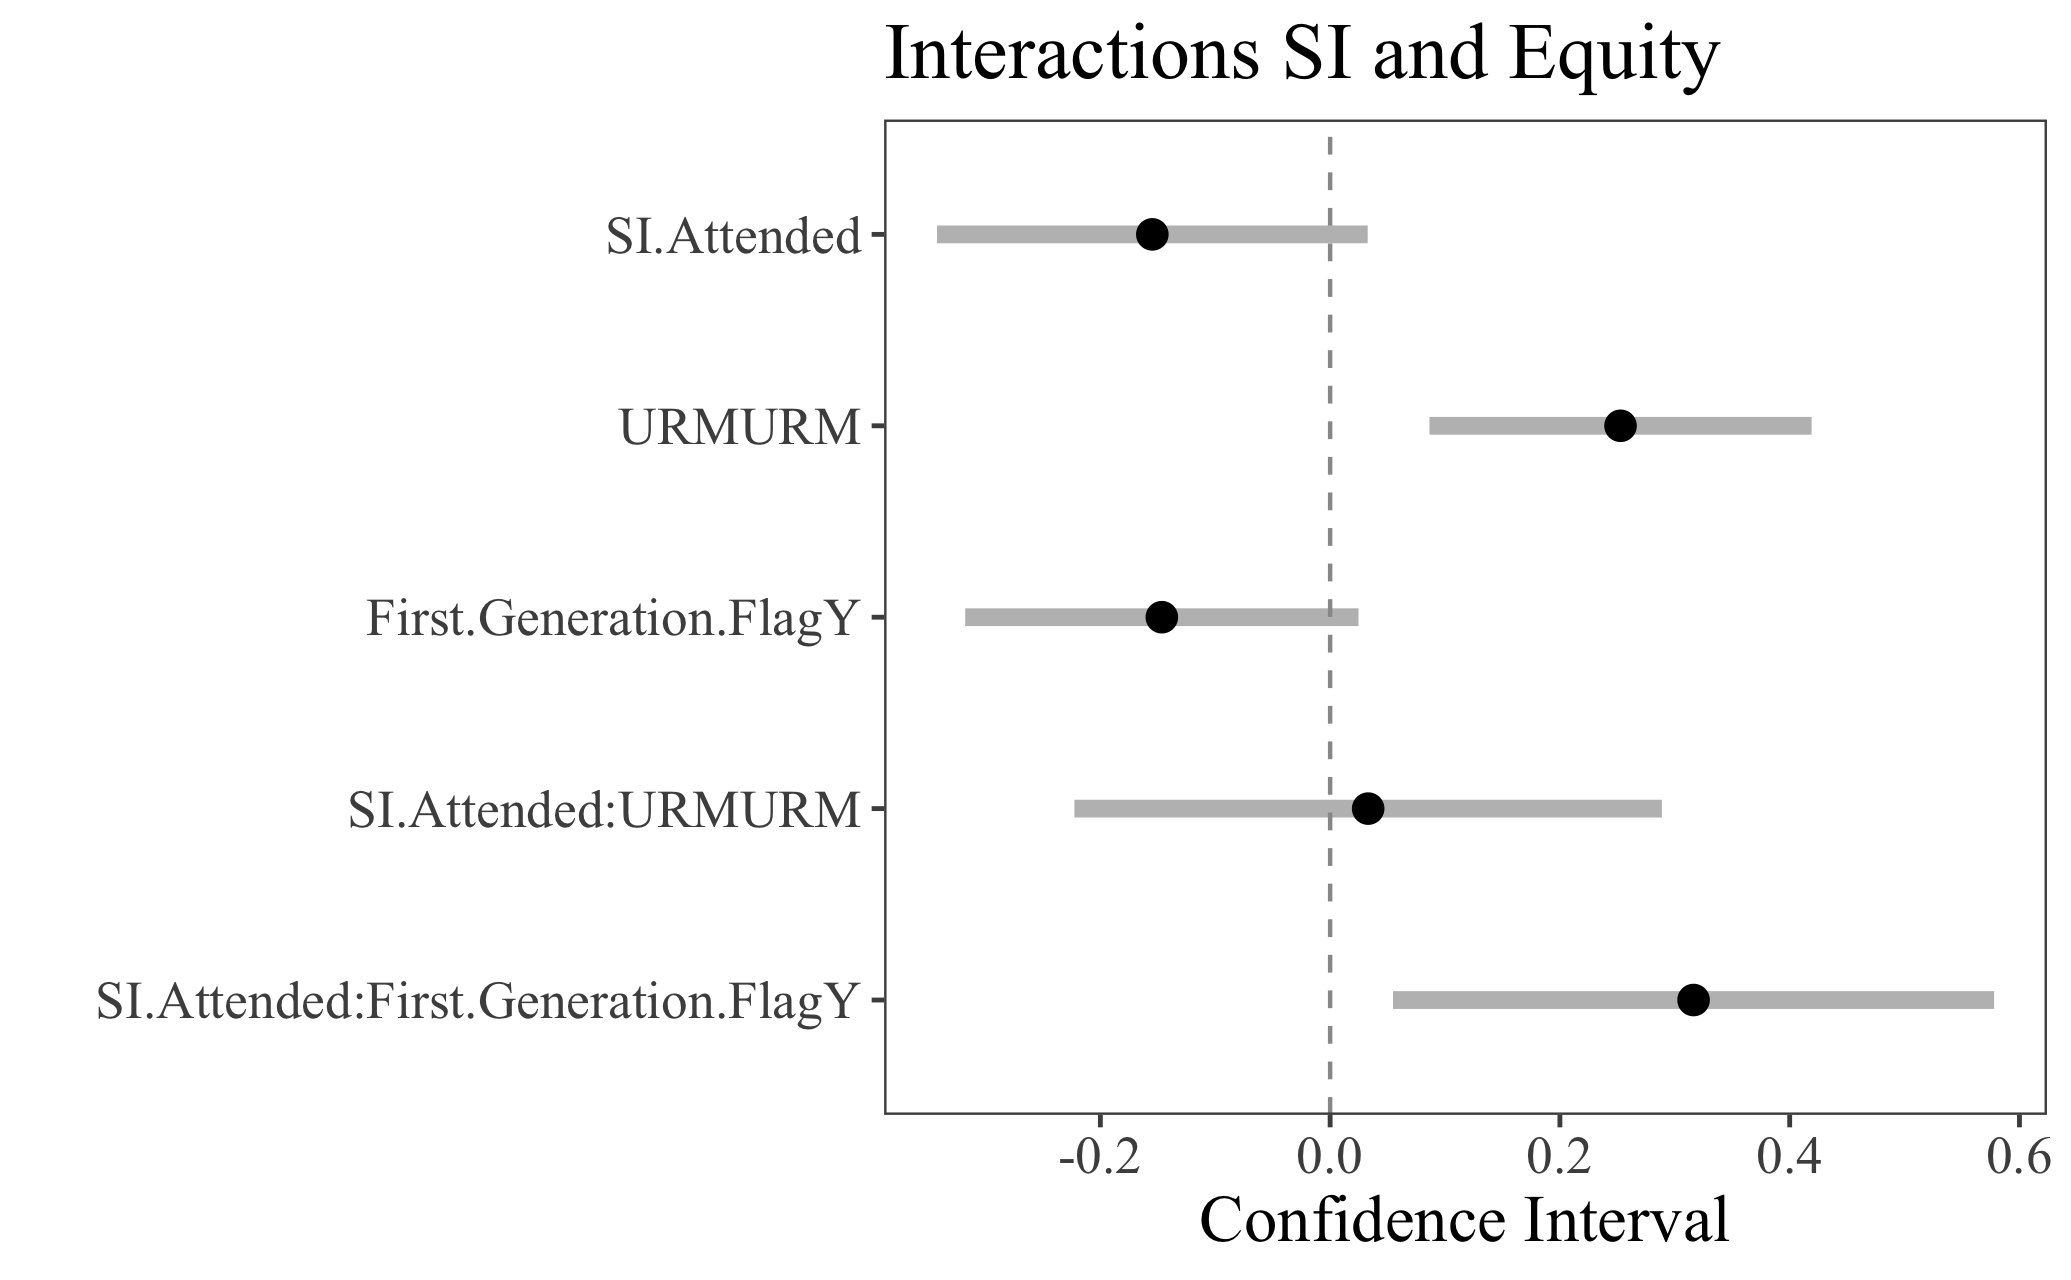 Interactions SI and Equity
SI.Attended
URMURM
First.Generation.FlagY
SI.Attended:URMURM
SI.Attended:First.Generation.FlagY
-0.2 0.0 0.2 0.4 0.6
Confidence Interval